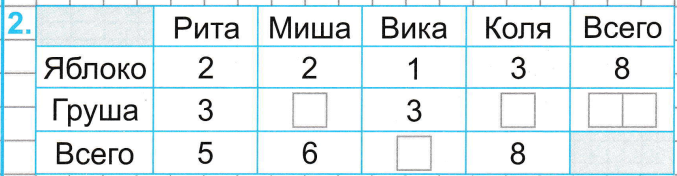 2. Рита Миша Вика Коля Всего
Яблоко 2 2 1 3 8
Груша 3 3
Всего 5 6 8